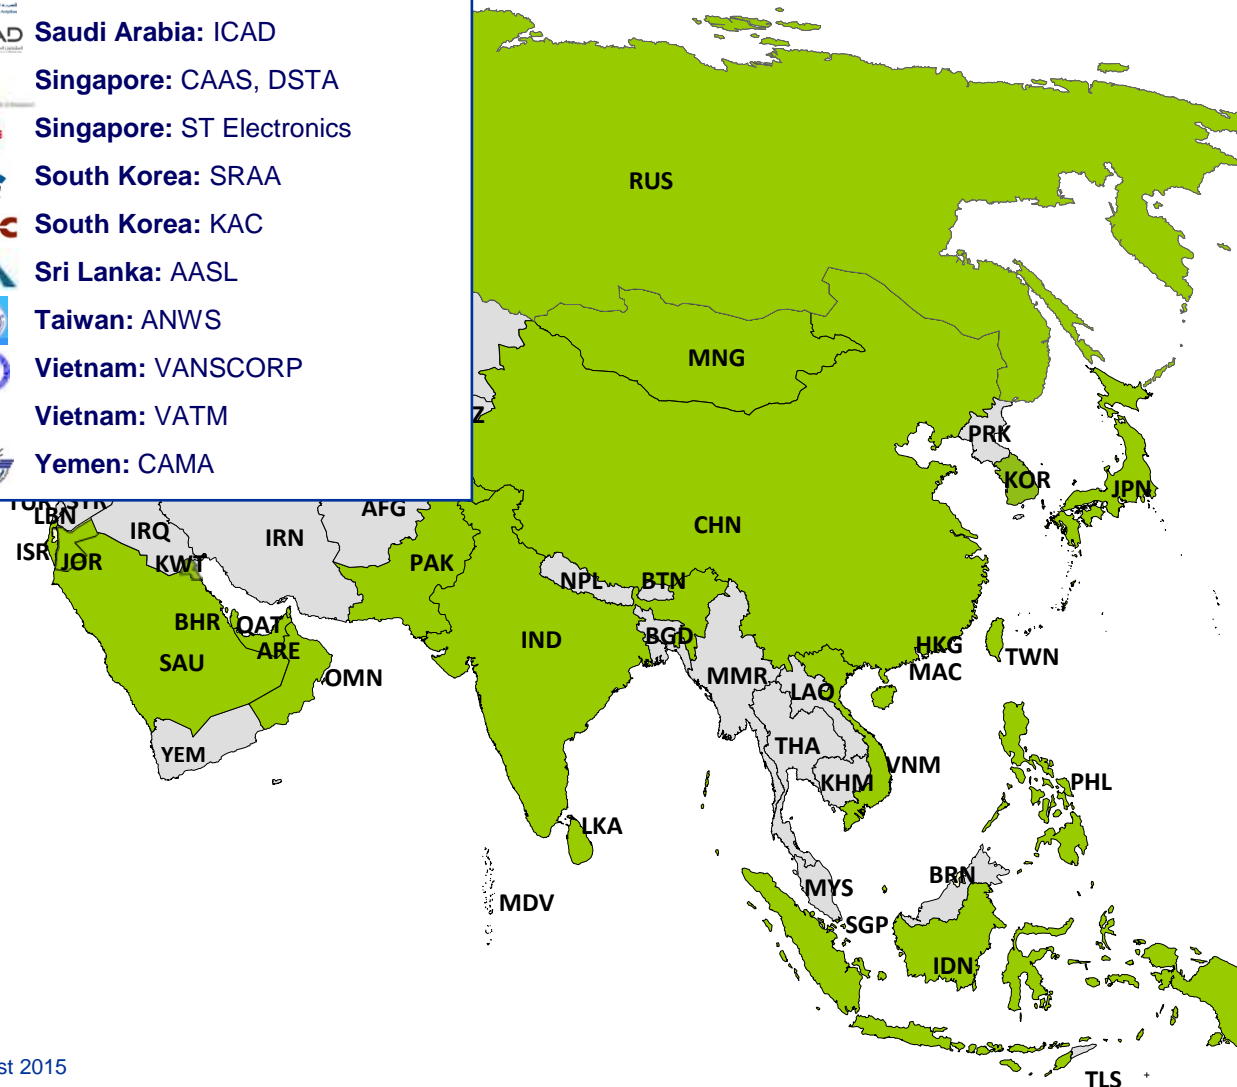 Saudi Arabia: ICAD
Singapore: CAAS, DSTA
Singapore: ST Electronics
South Korea: SRAA
South Korea: KAC
Sri Lanka: AASL
Taiwan: ANWS
Vietnam: VANSCORP
Vietnam: VATM
Yemen: CAMA
RUS
MNG
Z
PRK
KOR
JPN
AFG
LBN
IRQ
IRN
CHN
ISR
JOR
KWT
PAK
NPL
BTN
BHR
QAT
IND
BGD
HKG
SAU
ARE
TWN
OMN
MMR
LAO
MAC
YEM
THA
VNM
KHM
PHL
LKA
MYS
BRN
MDV
SGP
IDN
st 2015
TLS